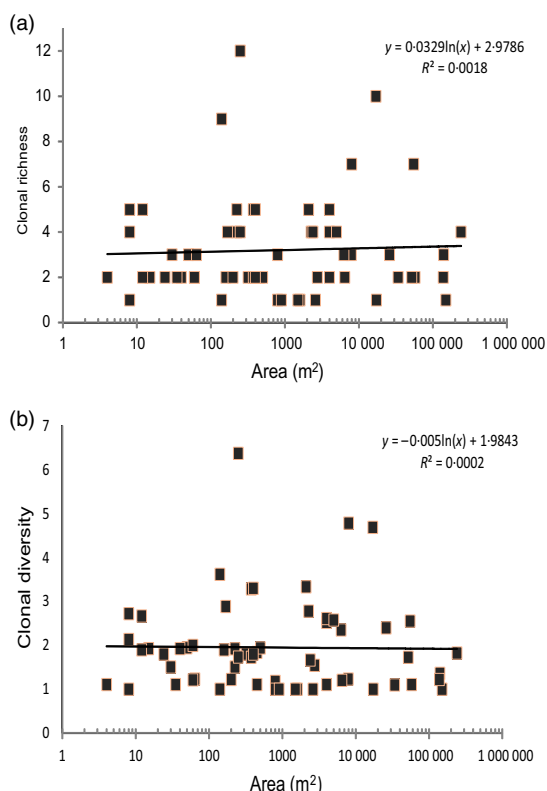 (a)
y = 0·0329ln(x) + 2·9786
R² = 0·0018
Clonal richness
12
10
8
6
4
2
0
1 10 100 1000 10 000 100 000 1 000 000
Area (m²)
(b)
y = −0·005ln(x) + 1·9843
R² = 0·0002
Clonal diversity
7
6
5
4
3
2
1
0
1 10 100 1000 10 000 100 000 1 000 000
Area (m²)